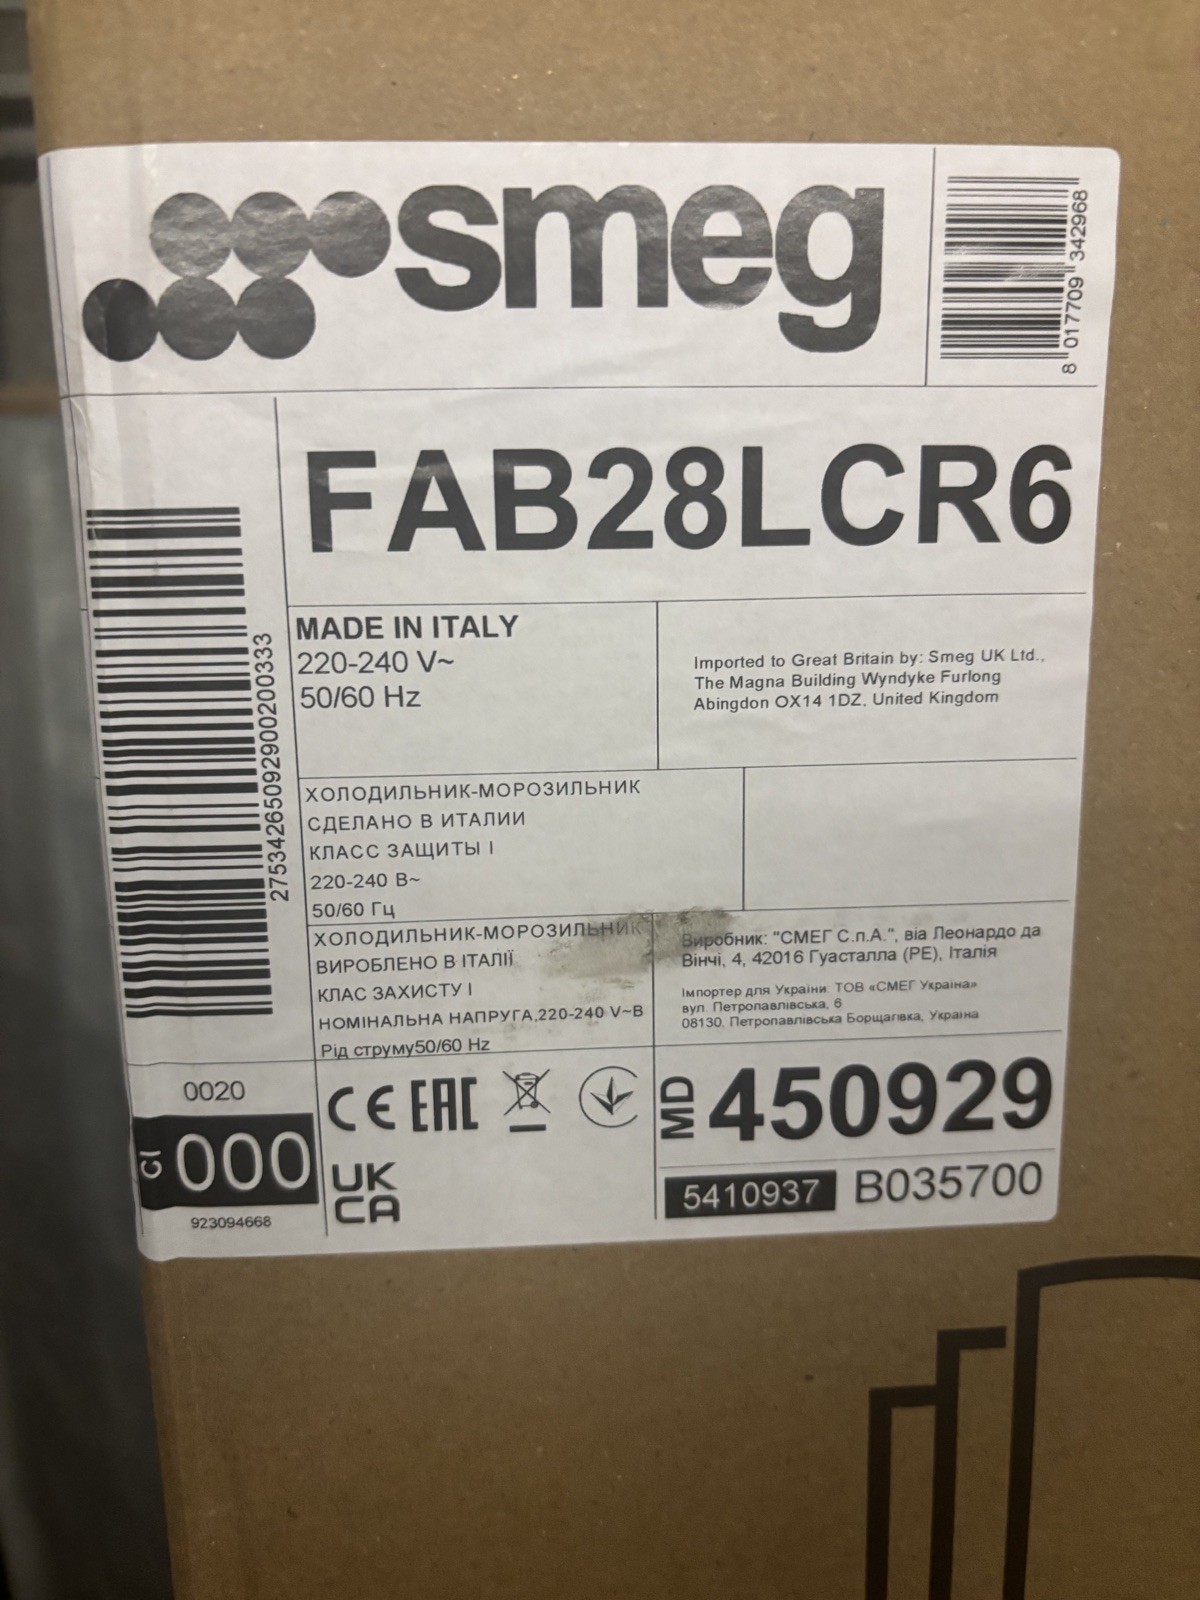 smeg
8 017709 342968
FAB28LCR6
MADE IN ITALY
220-240 V~
50/60 Hz
Imported to Great Britain by: Smeg UK Ltd.,
The Magna Building Wyndyke Furlong
Abingdon OX14 1DZ, United Kingdom
27534265092900200333
ХОЛОДИЛЬНИК-МОРОЗИЛЬНИК
СДЕЛАНО В ИТАЛИИ
КЛАСС ЗАЩИТЫ I
220-240 В~
50/60 Гц
ХОЛОДИЛЬНИК-МОРОЗИЛЬНИК
ВИРОБЛЕНО В ІТАЛІЇ
КЛАС ЗАХИСТУ I
НОМІНАЛЬНА НАПРУГА,220-240 V~В
Рід струму50/60 Hz
Виробник: "СМЕГ С.п.А.", віа Леонардо да
Вінчі, 4, 42016 Гуасталла (РЕ), Італія
Імпортер для України: ТОВ «СМЕГ Україна»
вул. Петропавлівська, 6
08130, Петропавлівська Борщагівка, Україна
0020
CI 000
923094668
CE EAC
UK
CA
MD 450929
5410937 B035700